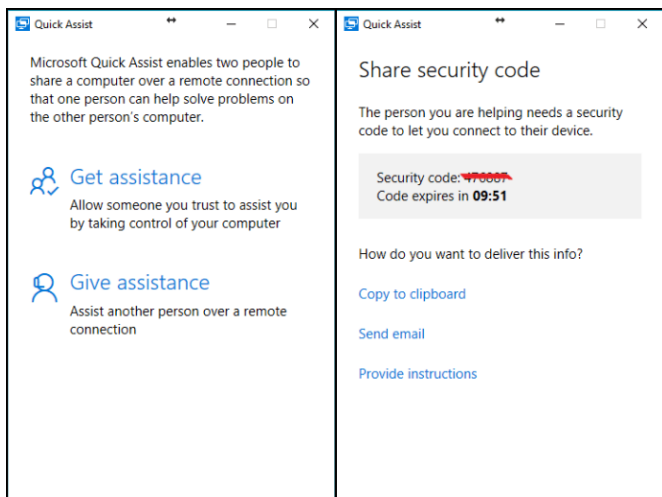 Quick Assist
Microsoft Quick Assist enables two people to
share a computer over a remote connection so
that one person can help solve problems on
the other person's computer.
Get assistance
Allow someone you trust to assist you
by taking control of your computer
Give assistance
Assist another person over a remote
connection
Quick Assist
Share security code
The person you are helping needs a security
code to let you connect to their device.
Security code:
Code expires in 09:51
How do you want to deliver this info?
Copy to clipboard
Send email
Provide instructions